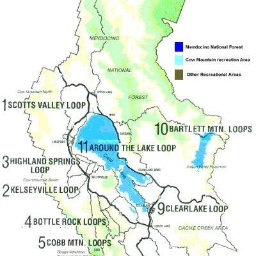 MENDOCINO
NATIONAL
FOREST
Mendocino National Forest
Cow Mountain recreation Area
Other Recreational Areas
1 SCOTTS VALLEY LOOP
10 BARTLETT MTN. LOOPS
11 AROUND THE LAKE LOOP
3 HIGHLAND SPRINGS
LOOP
2 KELSEYVILLE LOOP
9 CLEARLAKE LOOP
4 BOTTLE ROCK LOOPS
CACHE CREEK AREA
5 COBB MTN. LOOPS